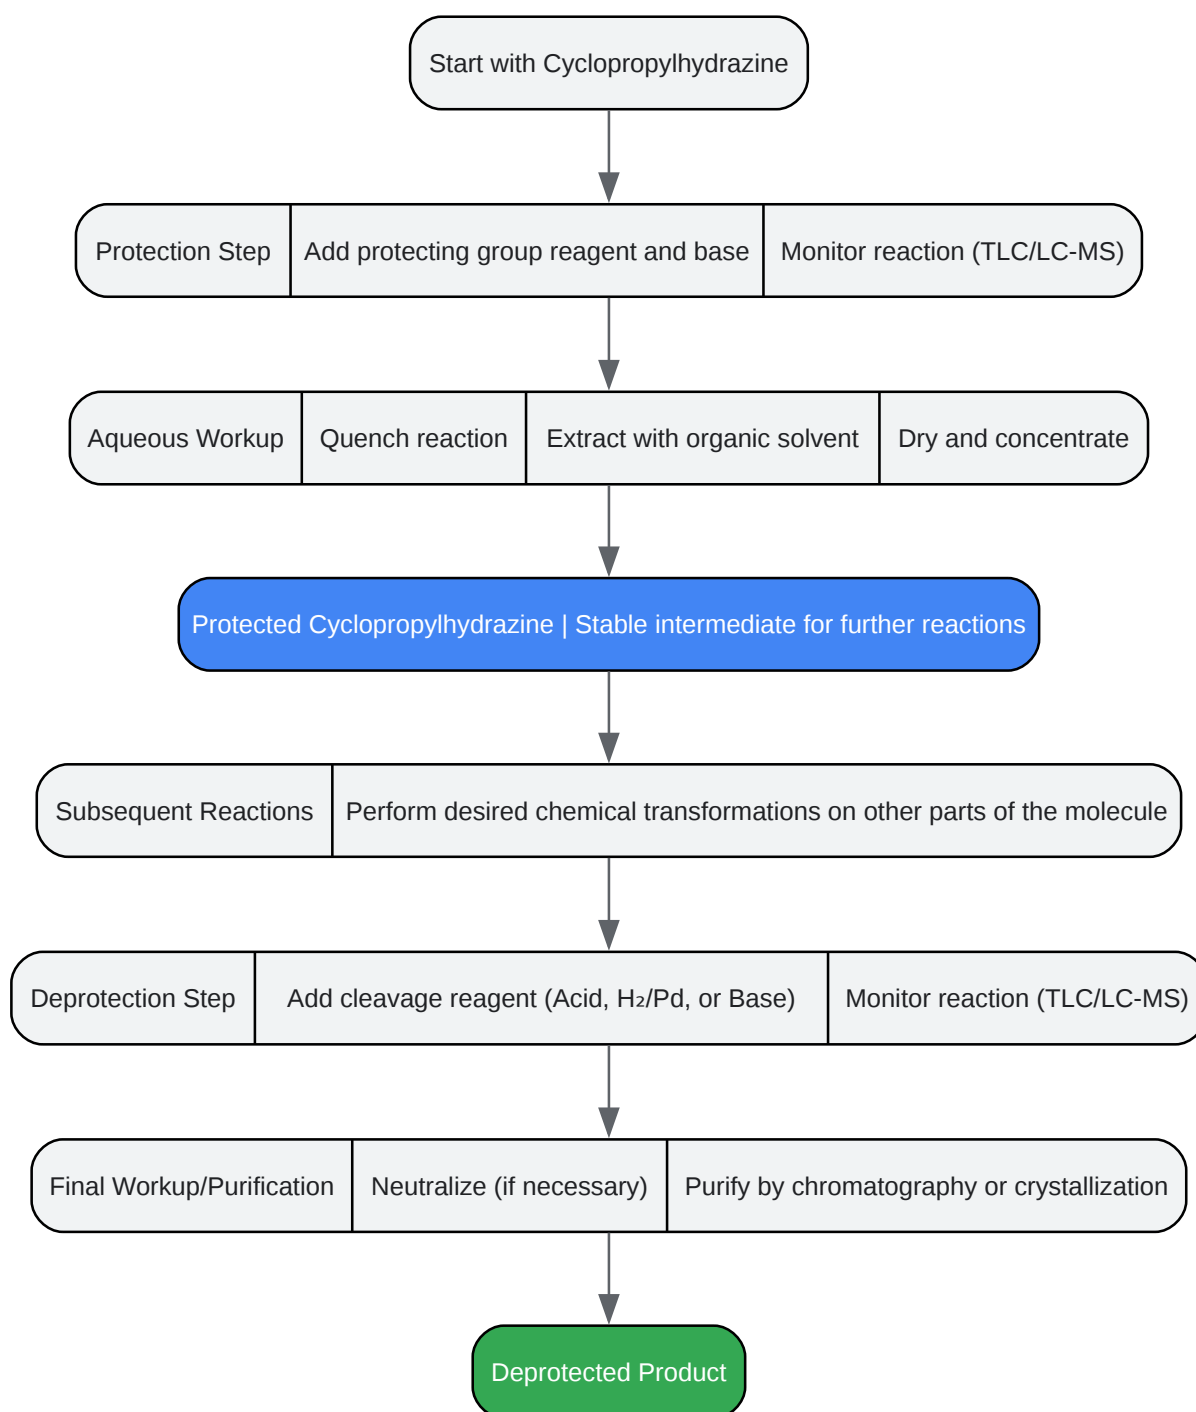 Start with Cyclopropylhydrazine
Protection Step
Add protecting group reagent and base
Monitor reaction (TLC/LC-MS)
Aqueous Workup
Quench reaction
Extract with organic solvent
Dry and concentrate
Protected Cyclopropylhydrazine | Stable intermediate for further reactions
Subsequent Reactions
Perform desired chemical transformations on other parts of the molecule
Deprotection Step
Add cleavage reagent (Acid, H₂/Pd, or Base)
Monitor reaction (TLC/LC-MS)
Final Workup/Purification
Neutralize (if necessary)
Purify by chromatography or crystallization
Deprotected Product